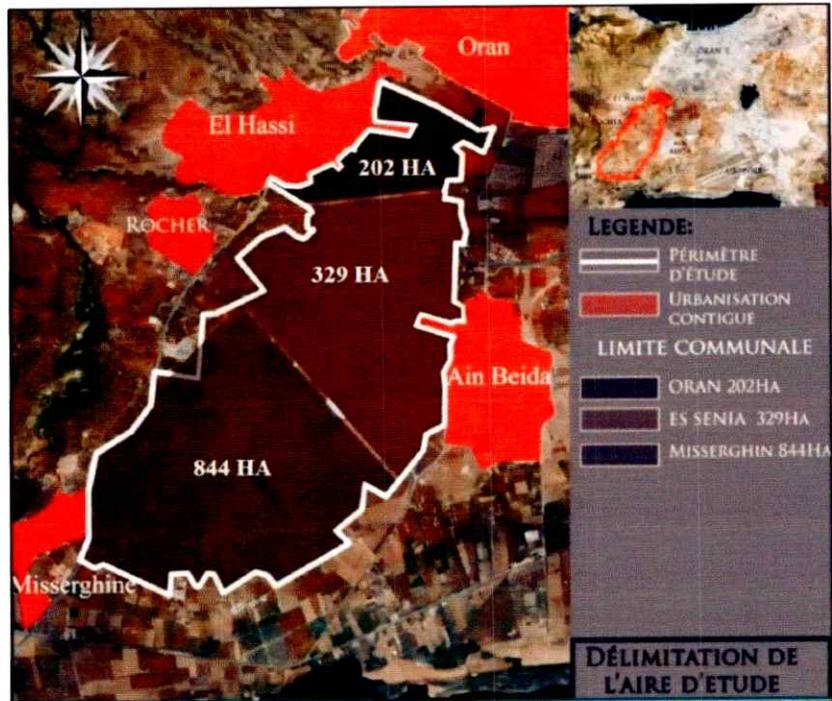 Oran
El Hassi
202 HA
ROCHER
329 HA
Ain Beida
844 HA
Misserghine
ORAN
LEGENDE:
PÉRIMÈTRE
D'ÉTUDE
URBANISATION
CONTIGUE
LIMITE COMMUNALE
ORAN 202HA
ES SENIA 329HA
MISSERGHIN 844HA
DÉLIMITATION DE
L'AIRE D'ETUDE